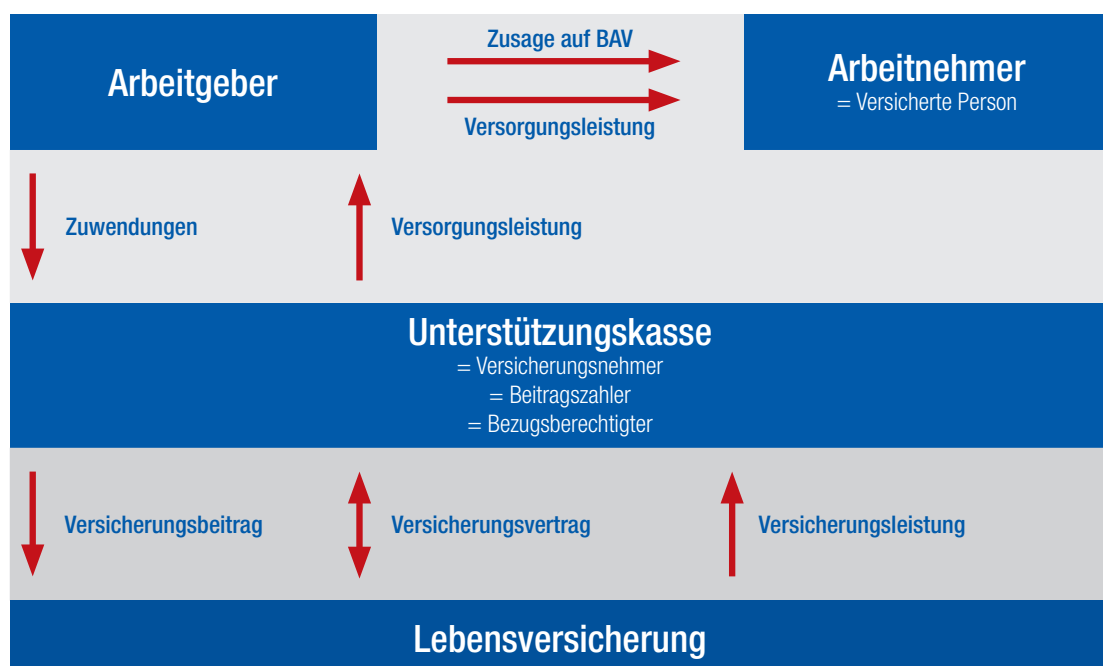 Zusage auf BAV
Arbeitgeber
Arbeitnehmer
= Versicherte Person
Versorgungsleistung
Zuwendungen
Versorgungsleistung
Unterstützungskasse
= Versicherungsnehmer
= Beitragszahler
= Bezugsberechtigter
Versicherungsbeitrag
Versicherungsvertrag
Versicherungsleistung
Lebensversicherung